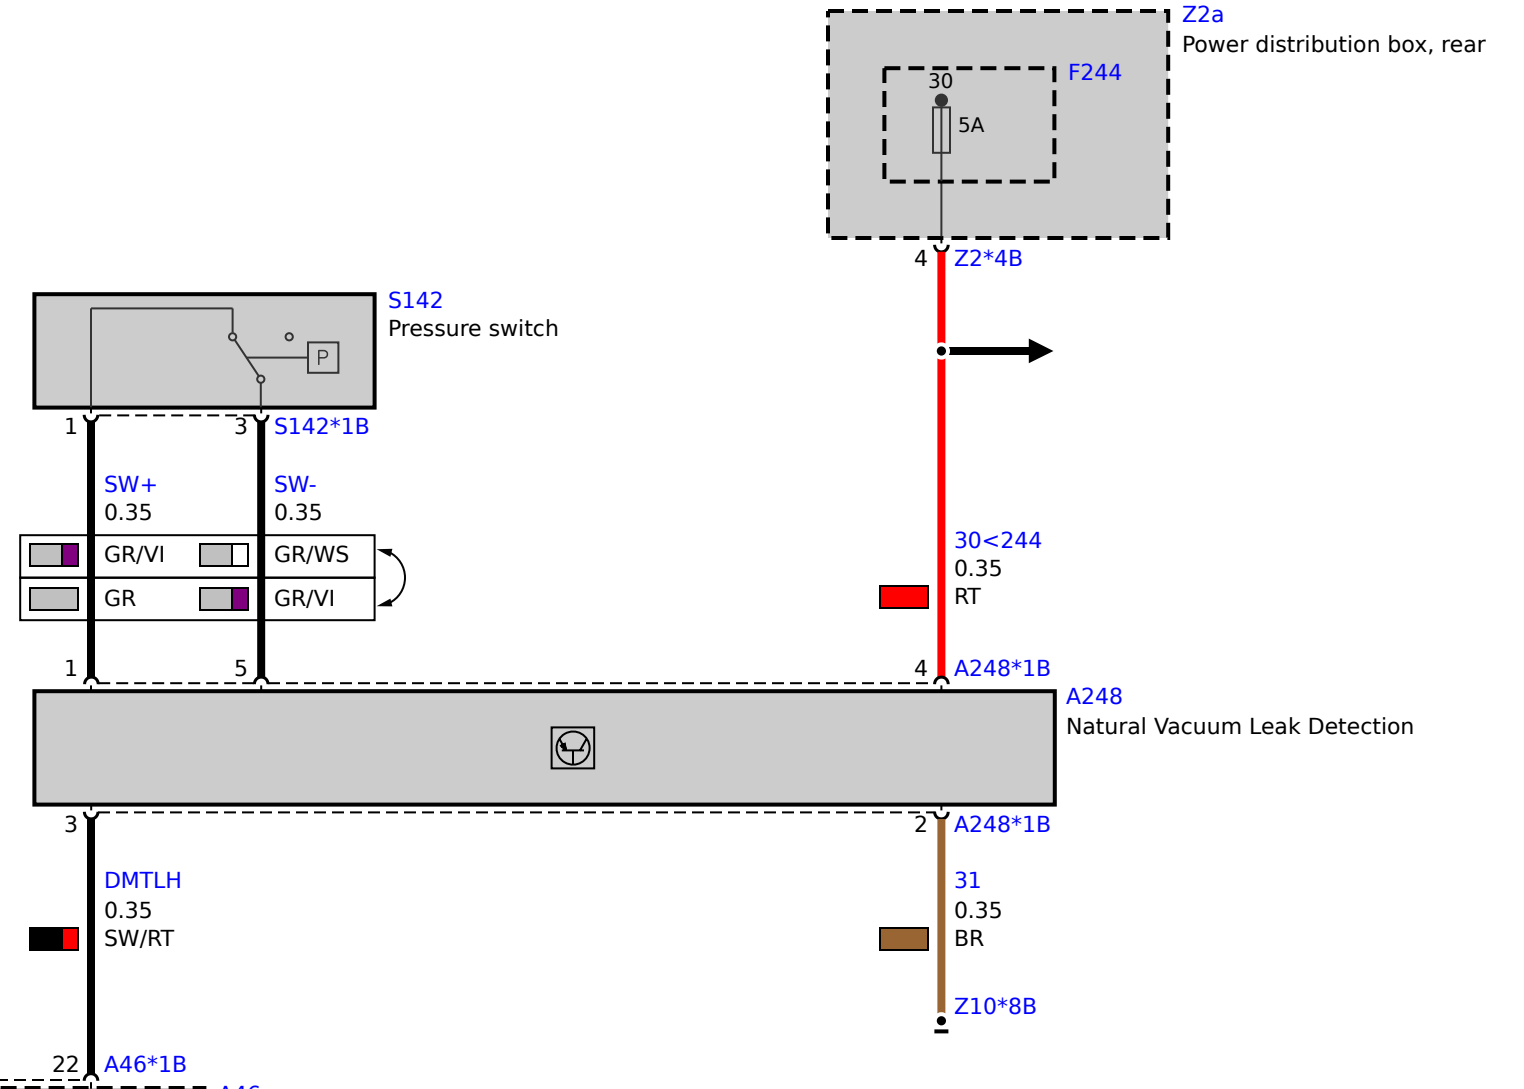 Z2a
Power distribution box, rear
F244
30
5A
4 Z2*4B
S142
Pressure switch
P
1 3 S142*1B
SW+ SW-
0.35 0.35
GR/VI GR/WS
GR GR/VI
30<244
0.35
RT
1 5 4 A248*1B
A248
Natural Vacuum Leak Detection
3 2 A248*1B
DMTLH 31
0.35 0.35
SW/RT BR
Z10*8B
22 A46*1B